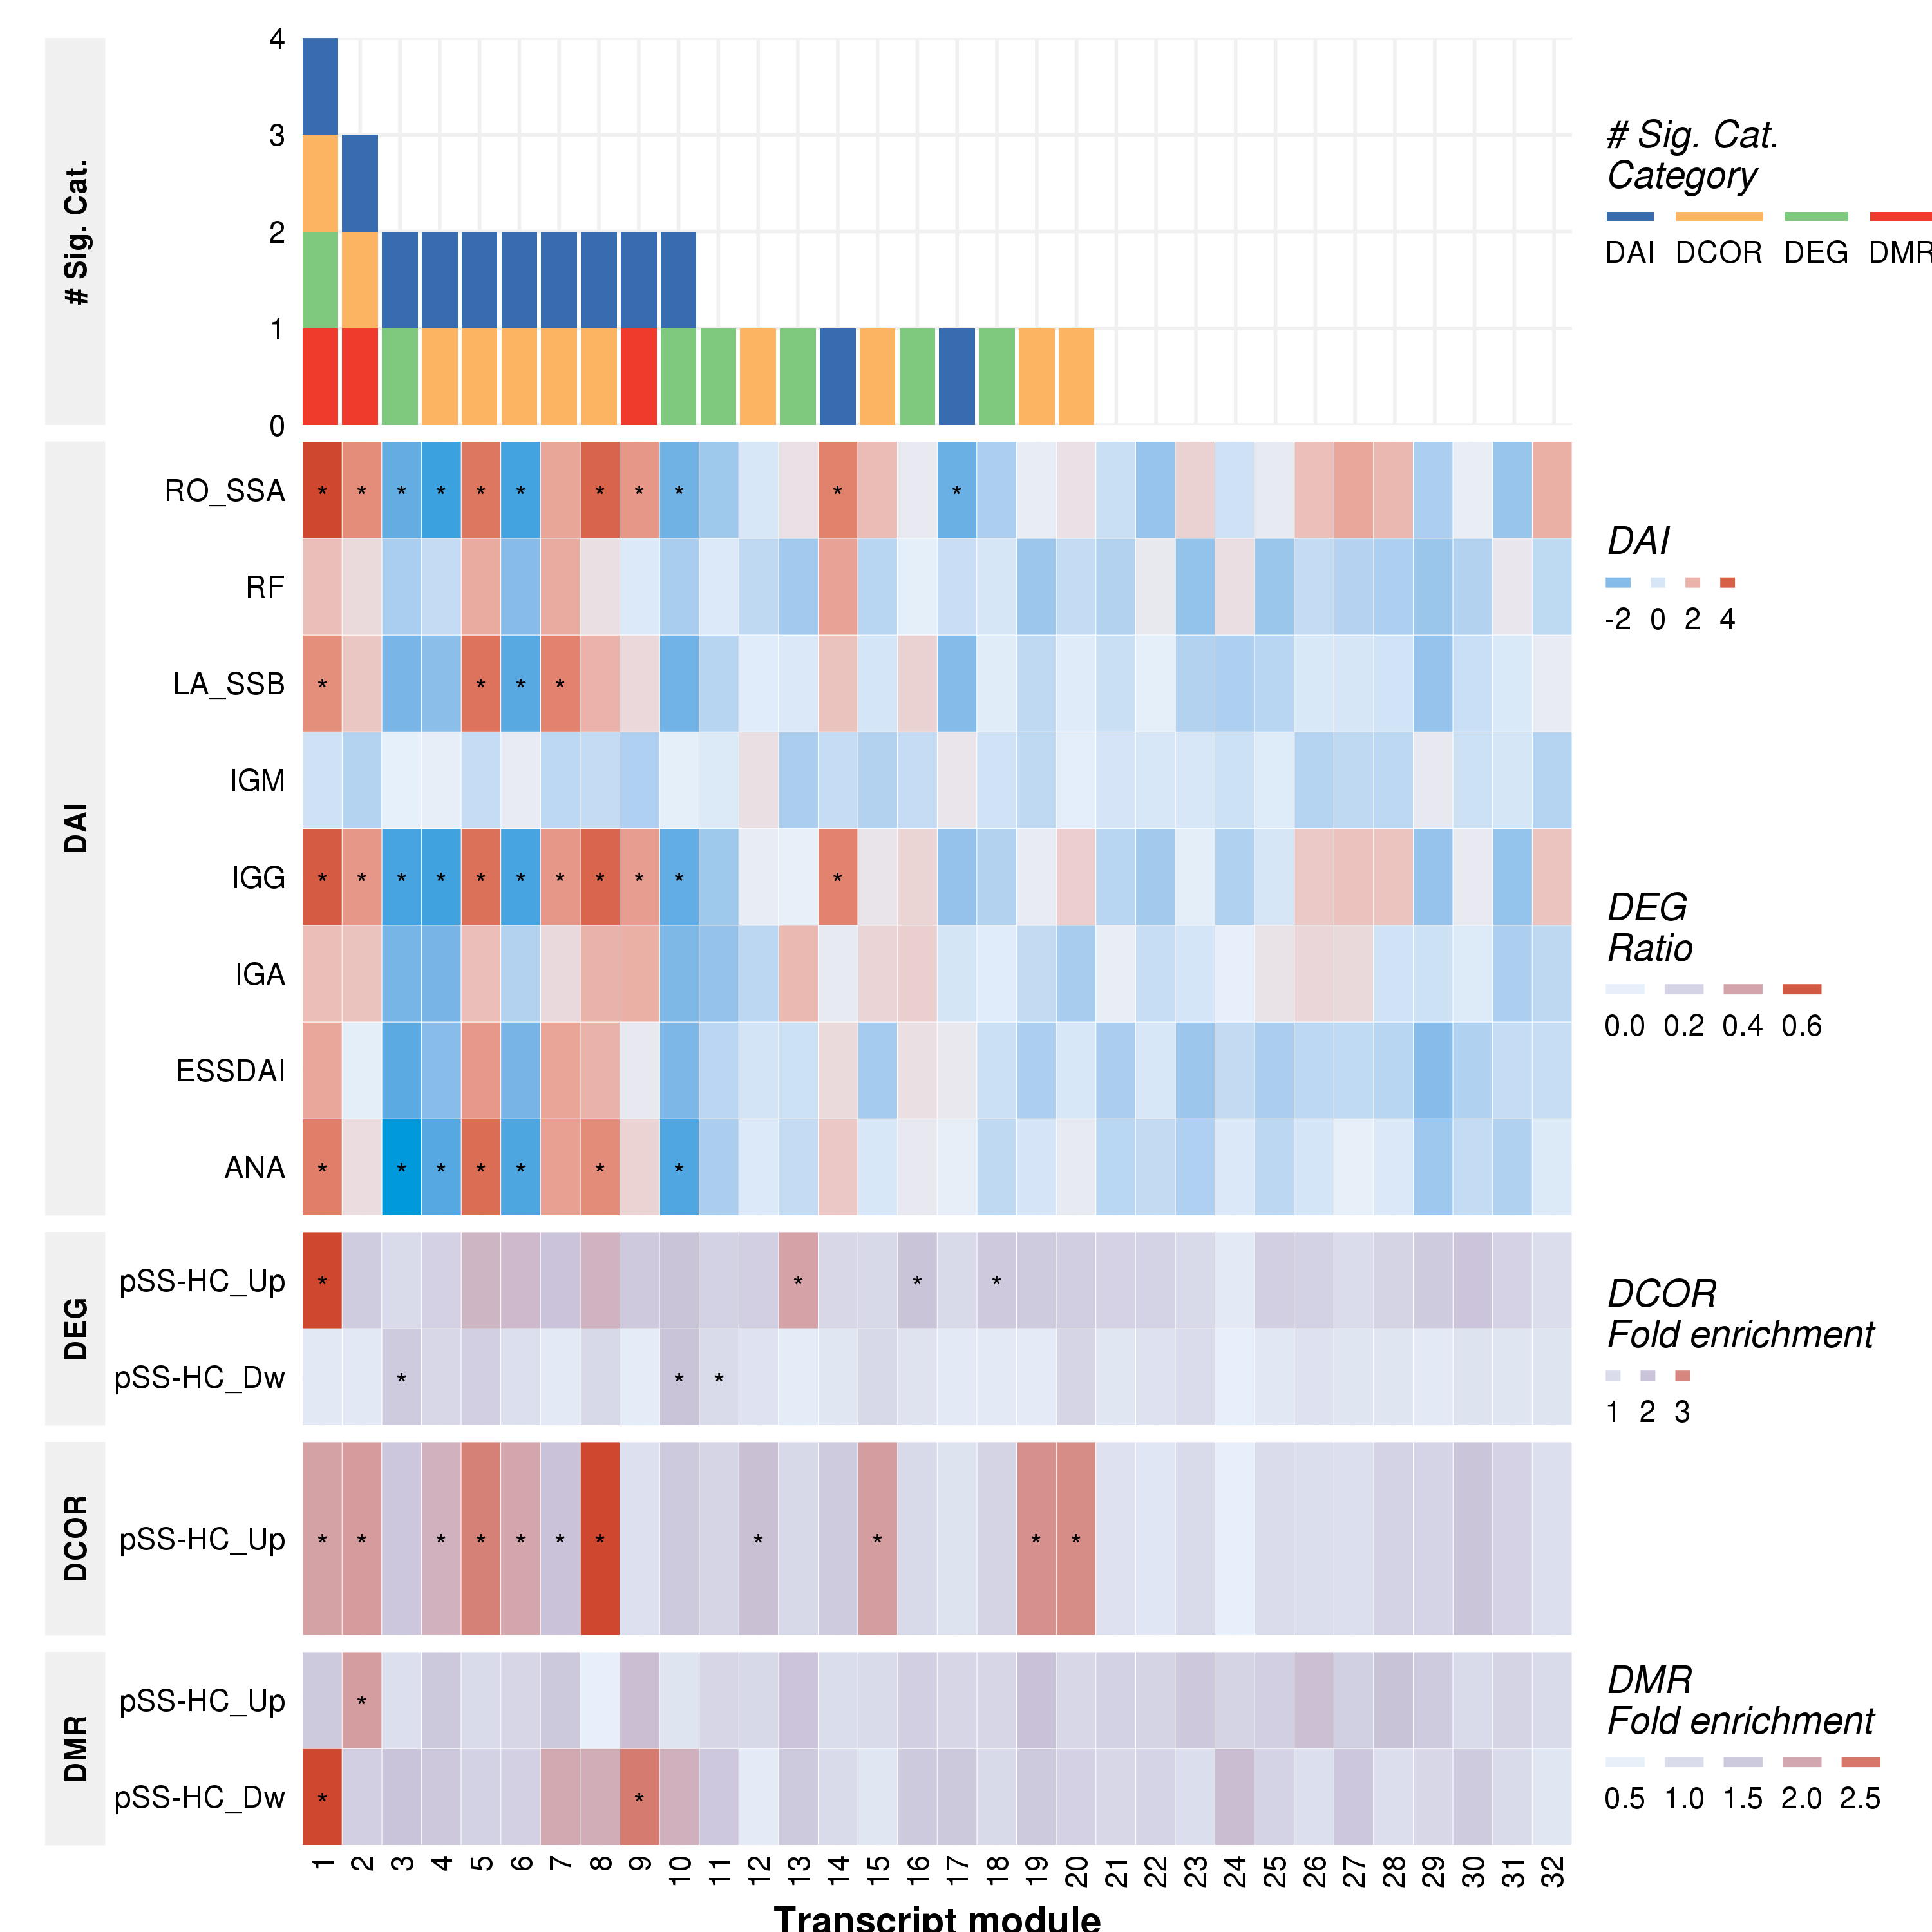 # Sig. Cat.
4
3
2
1
0
# Sig. Cat.
Category
DAI DCOR DEG DMR
DAI
RO_SSA * * * * * * * * * * *
RF
LA_SSB * * * *
IGM
IGG * * * * * * * * * * *
IGA
ESSDAI
ANA * * * * * * *
DAI
-2 0 2 4
DEG
Ratio
0.0 0.2 0.4 0.6
DEG
pSS-HC_Up * * * *
pSS-HC_Dw * * *
DCOR
Fold enrichment
1 2 3
DCOR
pSS-HC_Up * * * * * * * * * * *
DMR
pSS-HC_Up *
pSS-HC_Dw * *
DMR
Fold enrichment
0.5 1.0 1.5 2.0 2.5
1 2 3 4 5 6 7 8 9 10 11 12 13 14 15 16 17 18 19 20 21 22 23 24 25 26 27 28 29 30 31 32
Transcript module